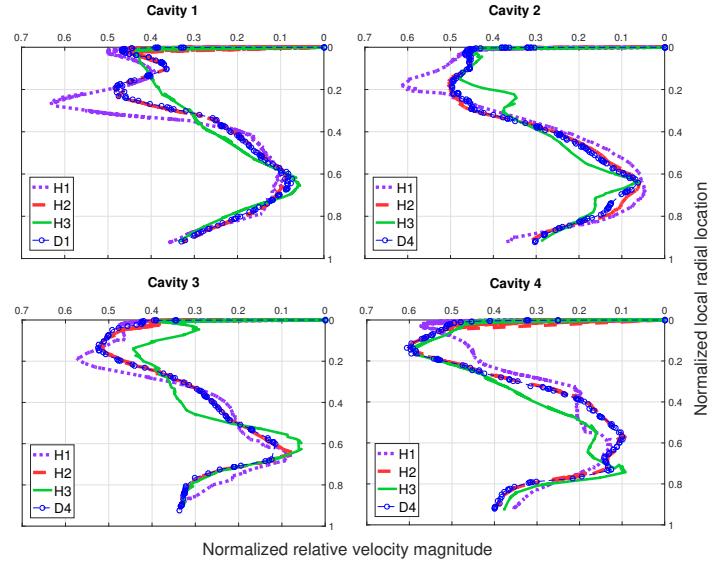 Cavity 1
0.7 0.6 0.5 0.4 0.3 0.2 0.1 0
0
0.2
0.4
0.6
0.8
1
H1
H2
H3
D1
Cavity 2
0.7 0.6 0.5 0.4 0.3 0.2 0.1 0
0
0.2
0.4
0.6
0.8
1
H1
H2
H3
D4
Cavity 3
0.7 0.6 0.5 0.4 0.3 0.2 0.1 0
0
0.2
0.4
0.6
0.8
1
H1
H2
H3
D4
Cavity 4
0.7 0.6 0.5 0.4 0.3 0.2 0.1 0
0
0.2
0.4
0.6
0.8
1
H1
H2
H3
D4
Normalized local radial location
Normalized relative velocity magnitude